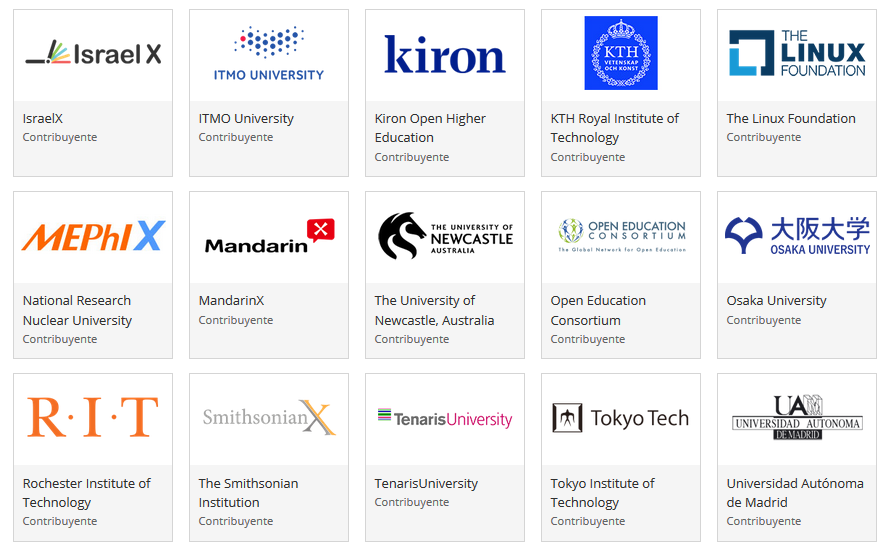 Israel X
IsraelX
Contribuyente
ITMO UNIVERSITY
ITMO University
Contribuyente
kiron
Kiron Open Higher
Education
Contribuyente
KTH
VETENSKAP
OCH KONST
KTH Royal Institute of
Technology
Contribuyente
THE
LINUX
FOUNDATION
The Linux Foundation
Contribuyente
MEPhI X
National Research
Nuclear University
Contribuyente
Mandarin X
MandarinX
Contribuyente
THE UNIVERSITY OF
NEWCASTLE
AUSTRALIA
The University of
Newcastle, Australia
Contribuyente
OPEN EDUCATION
CONSORTIUM
The Global Network for Open Education
Open Education
Consortium
Contribuyente
大阪大学
OSAKA UNIVERSITY
Osaka University
Contribuyente
R·I·T
Rochester Institute of
Technology
Contribuyente
SmithsonianX
The Smithsonian
Institution
Contribuyente
TenarisUniversity
TenarisUniversity
Contribuyente
Tokyo Tech
Tokyo Institute of
Technology
Contribuyente
UA
UNIVERSIDAD AUTONOMA
DE MADRID
Universidad Autónoma
de Madrid
Contribuyente